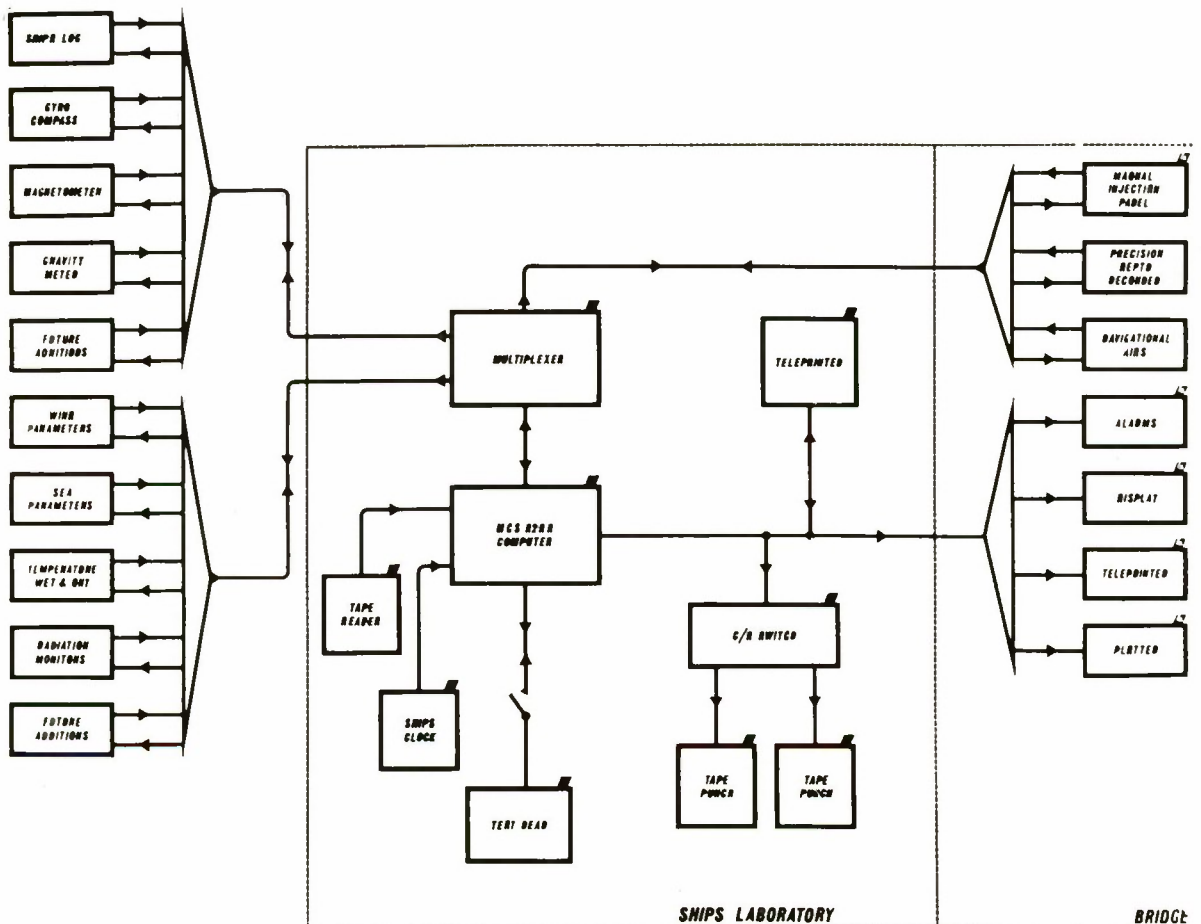 SHIPS LOG
GYRO
COMPASS
MAGNETOMETER
GRAVITY
METER
FUTURE
ADDITIONS
WIND
PARAMETERS
SEA
PARAMETERS
TEMPERATURE
WET & DRY
RADIATION
MONITORS
FUTURE
ADDITIONS
MULTIPLEXER
TELEPRINTER
COMPUTER
TAPE
READER
SHIPS
CLOCK
TEST
C/R SWITCH
TAPE
PUNCH
TAPE
PUNCH
MANUAL
INJECTION
PANEL
PRECISION
DEPTH
RECORDER
NAVIGATIONAL
AIDS
ALARMS
DISPLAY
TELEPRINTER
PLOTTER
SHIPS LABORATORY
BRIDGE